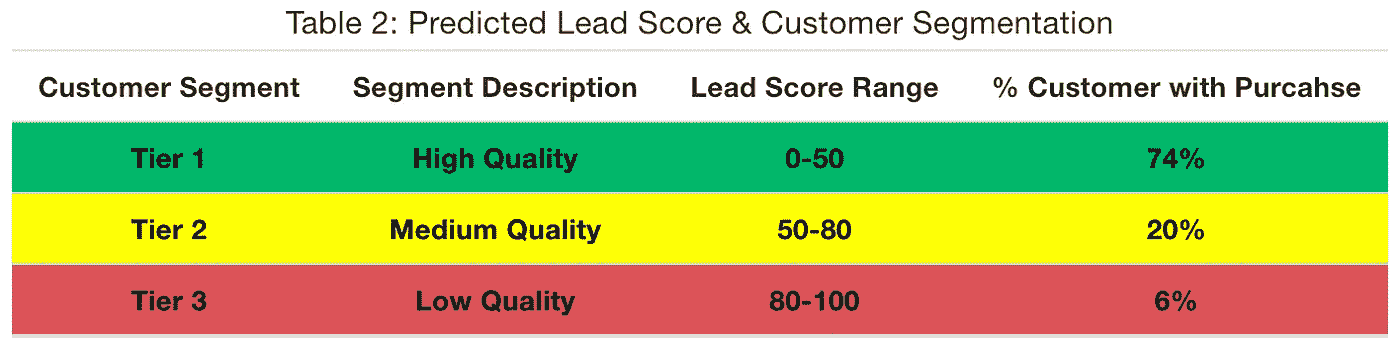 Table 2: Predicted Lead Score & Customer Segmentation
Customer Segment Segment Description Lead Score Range % Customer with Purcahse
Tier 1 High Quality 0-50 74%
Tier 2 Medium Quality 50-80 20%
Tier 3 Low Quality 80-100 6%